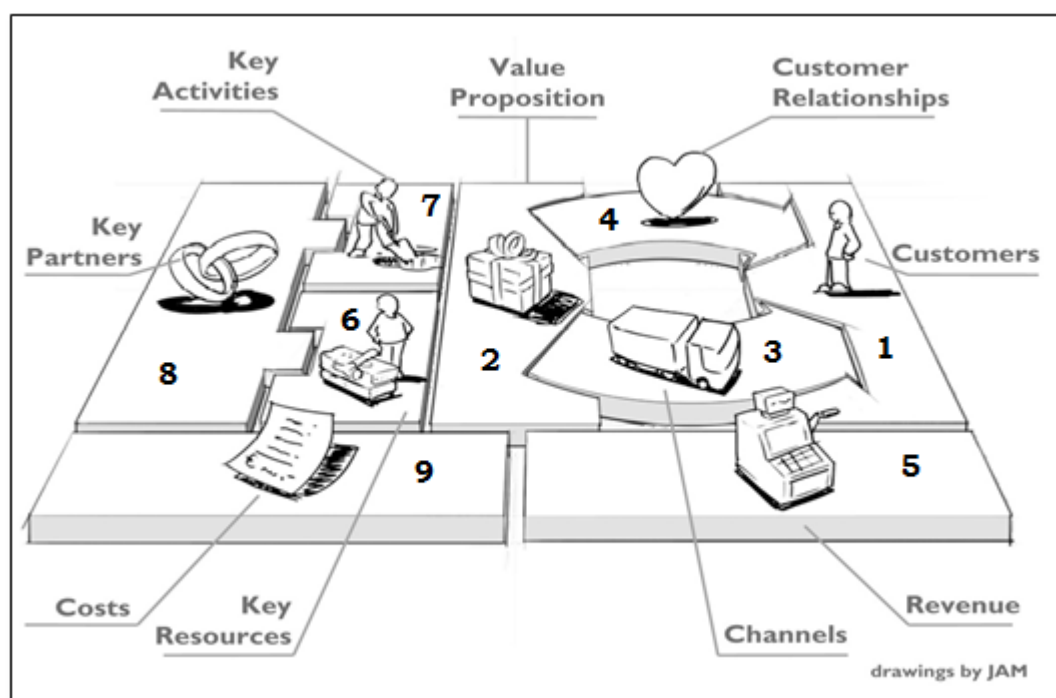 Key
Activities
Value
Proposition
Customer
Relationships
7
4
Key
Partners
Customers
6
8
2
3
1
9
5
Costs
Key
Resources
Channels
Revenue
drawings by JAM